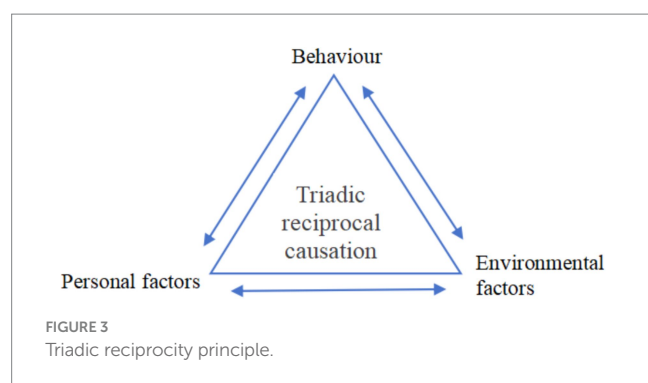 Behaviour
Triadic
reciprocal
causation
Personal factors
Environmental
factors
FIGURE 3
Triadic reciprocity principle.